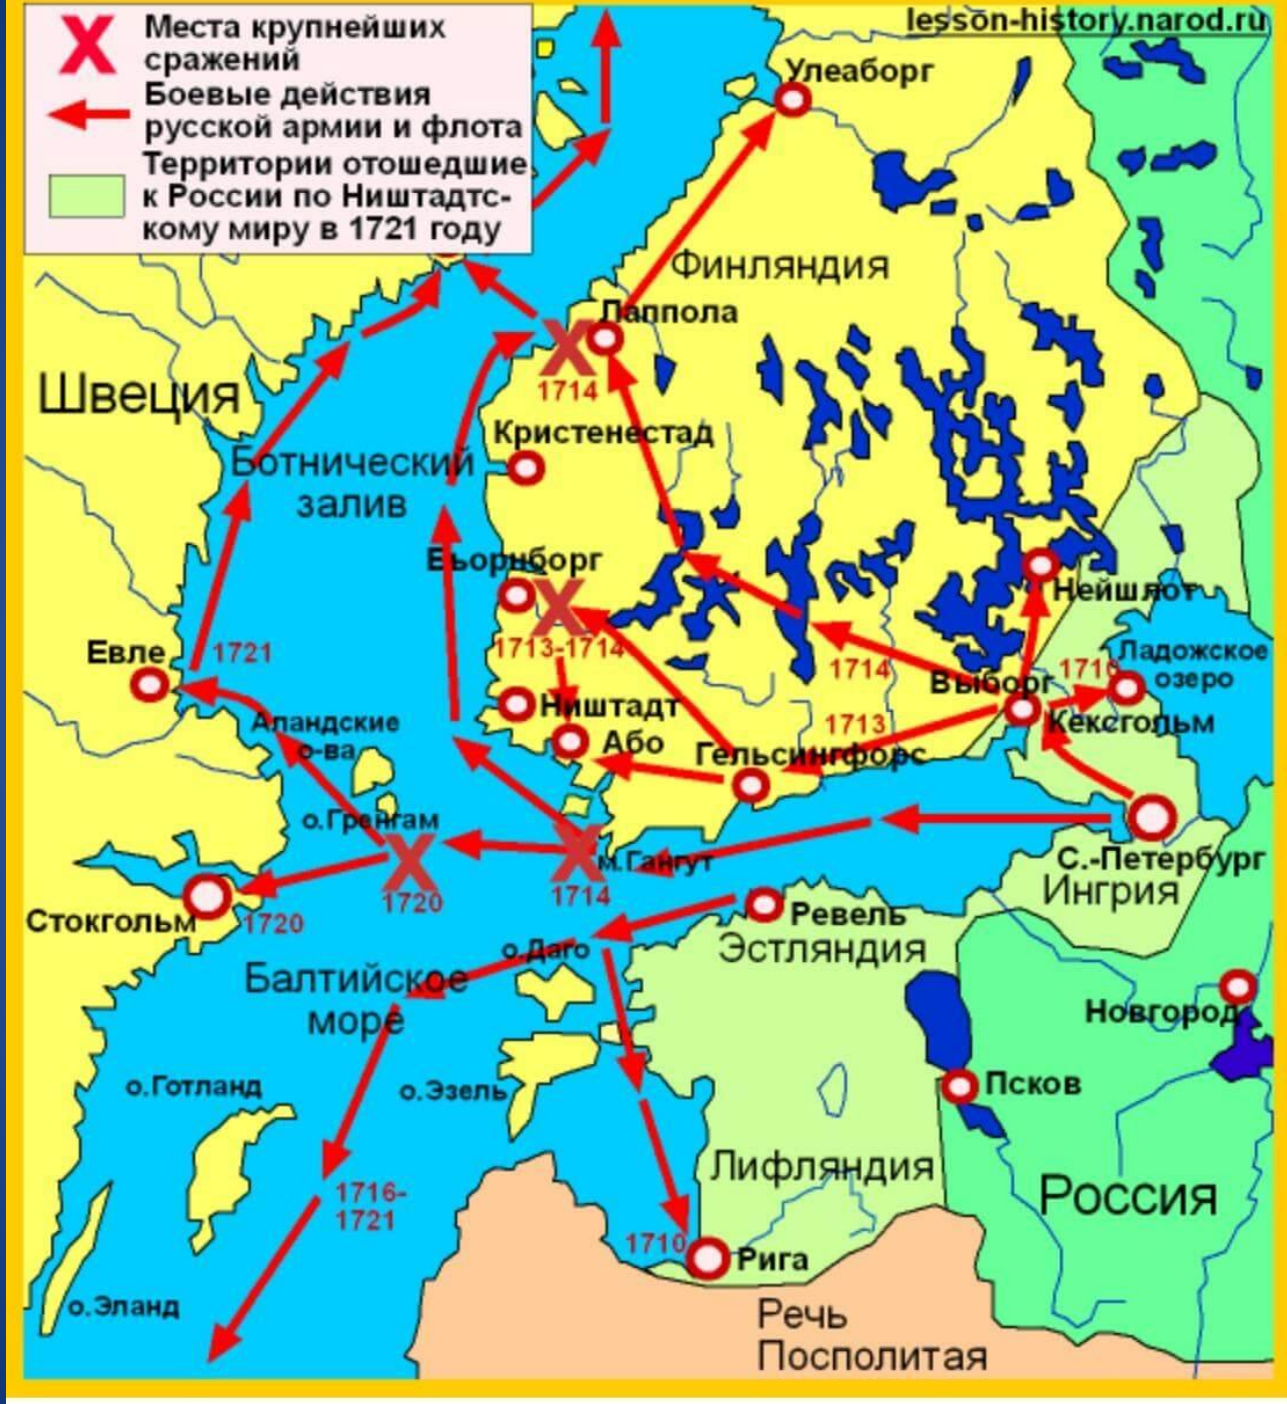 lesson-history.narod.ru
Места крупнейших
сражений
Боевые действия
русской армии и флота
Территории отошедшие
к России по Ништадтс-
кому миру в 1721 году
Улеаборг
Финляндия
Лаппола
1714
Швеция
Кристенестад
Ботнический
залив
Бьорнборг
Нейшлот
1713-1714
Евле
1721
1714
1710
Ладожское
озеро
Выборг
Кексгольм
Ништадт
Або
1713
Гельсингфорс
Аландские
о-ва
о.Гренгам
м.Гангут
1714
1720
С.-Петербург
Ингрия
Стокгольм
1720
Ревель
Эстляндия
о.Даго
Балтийское
море
Новгород
о.Готланд
о.Эзель
Псков
Лифляндия
Россия
1716-
1721
1710
Рига
о.Эланд
Речь
Посполитая